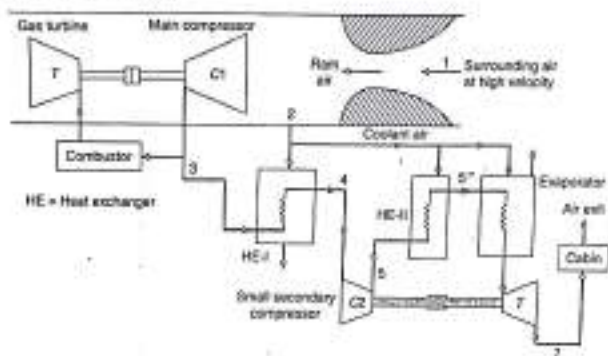 Gas turbine
Main compressor
T
C1
Ram
air
1
Surrounding air
at high velocity
2
Coolant air
Combustor
3
HE = Heat exchanger
4
5"
Evaporator
HE-II
Air exit
HE-I
Cabin
5
Small secondary
compressor
C2
T
7